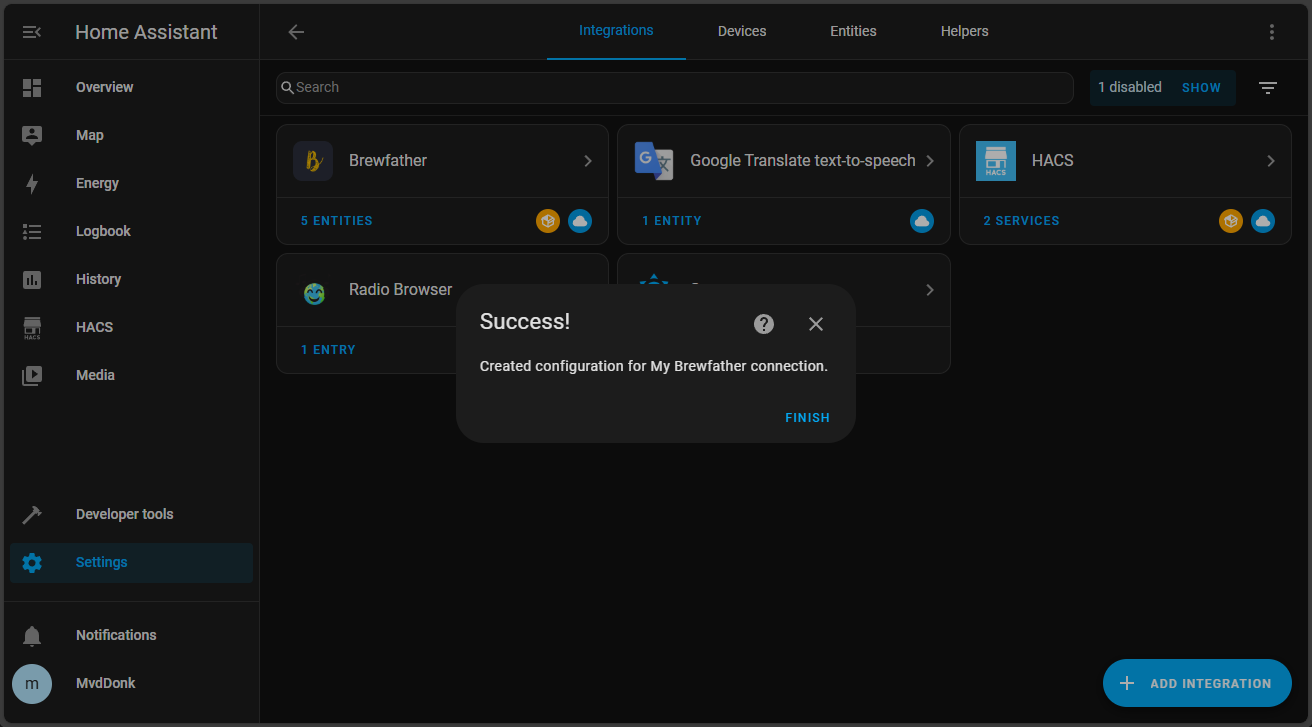 Home Assistant
Integrations
Devices
Entities
Helpers
Overview
Map
Energy
Logbook
History
HACS
Media
Developer tools
Settings
Notifications
m
MvdDonk
Search
1 disabled
SHOW
Brewfather
5 ENTITIES
G
文
Google Translate text-to-speech
1 ENTITY
HACS
HACS
2 SERVICES
Radio Browser
1 ENTRY
Success!
Created configuration for My Brewfather connection.
FINISH
ADD INTEGRATION